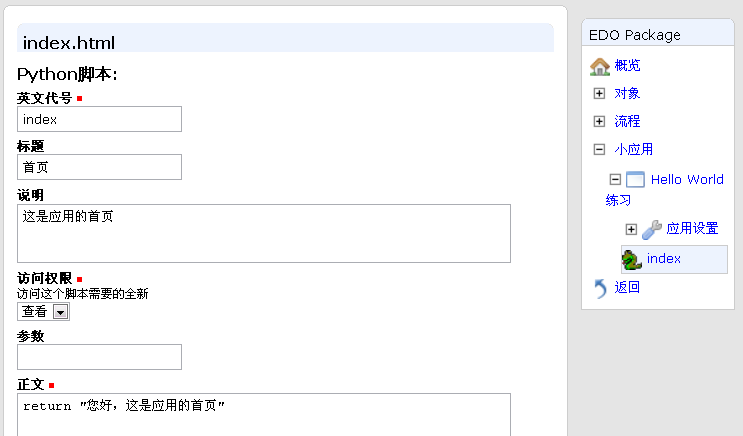 index.html
Python脚本:
英文代号
index
标题
首页
说明
这是应用的首页
访问权限
访问这个脚本需要的全新
查看
参数
正文
return "您好，这是应用的首页"
EDO Package
概览
对象
流程
小应用
Hello World
练习
应用设置
index
返回